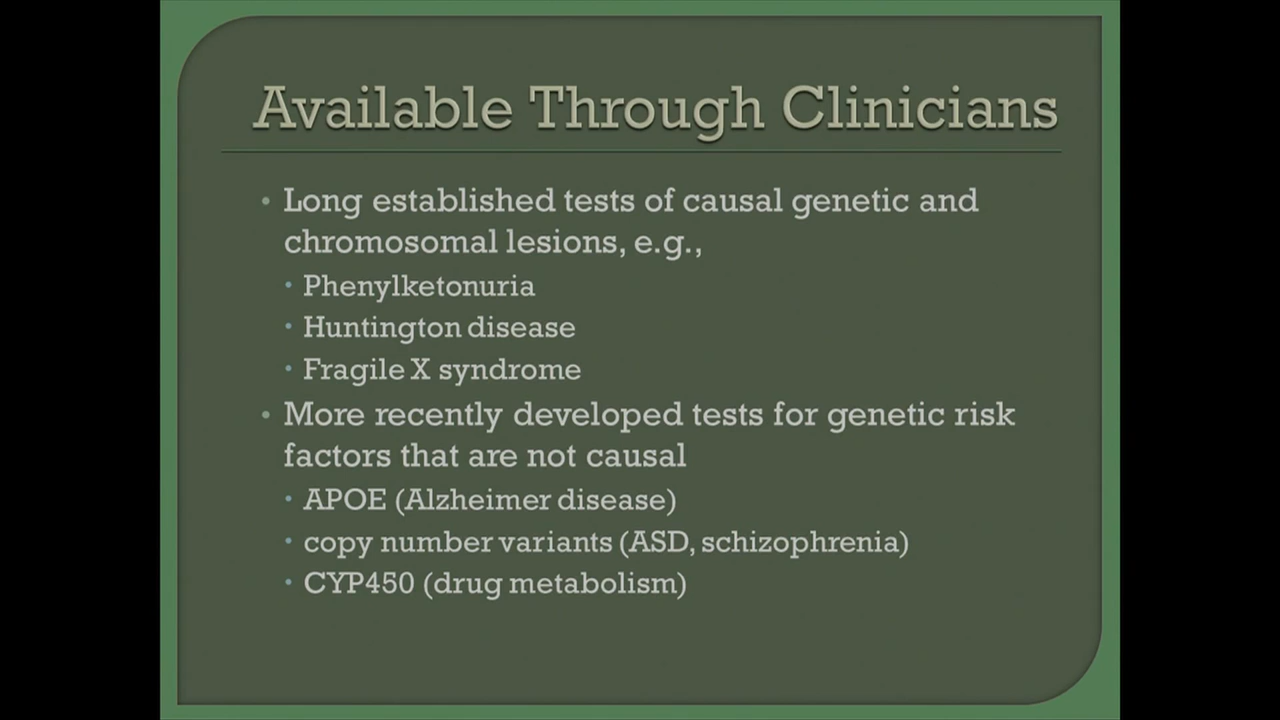 Available Through Clinicians
• Long established tests of causal genetic and
chromosomal lesions, e.g.,
• Phenylketonuria
• Huntington disease
• Fragile X syndrome
• More recently developed tests for genetic risk
factors that are not causal
• APOE (Alzheimer disease)
• copy number variants (ASD, schizophrenia)
• CYP450 (drug metabolism)